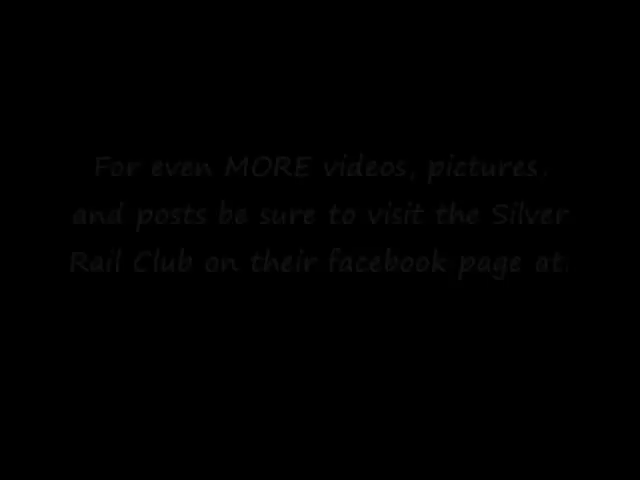 For even MORE videos, pictures,
and posts be sure to visit the Silver
Rail Club on their facebook page at: